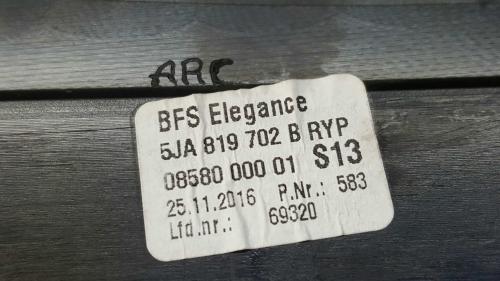 ARC
BFS Elegance
5JA 819 702 B RYP
08580 000 01 S13
25.11.2016 P.Nr.: 583
Lfd.nr.: 69320